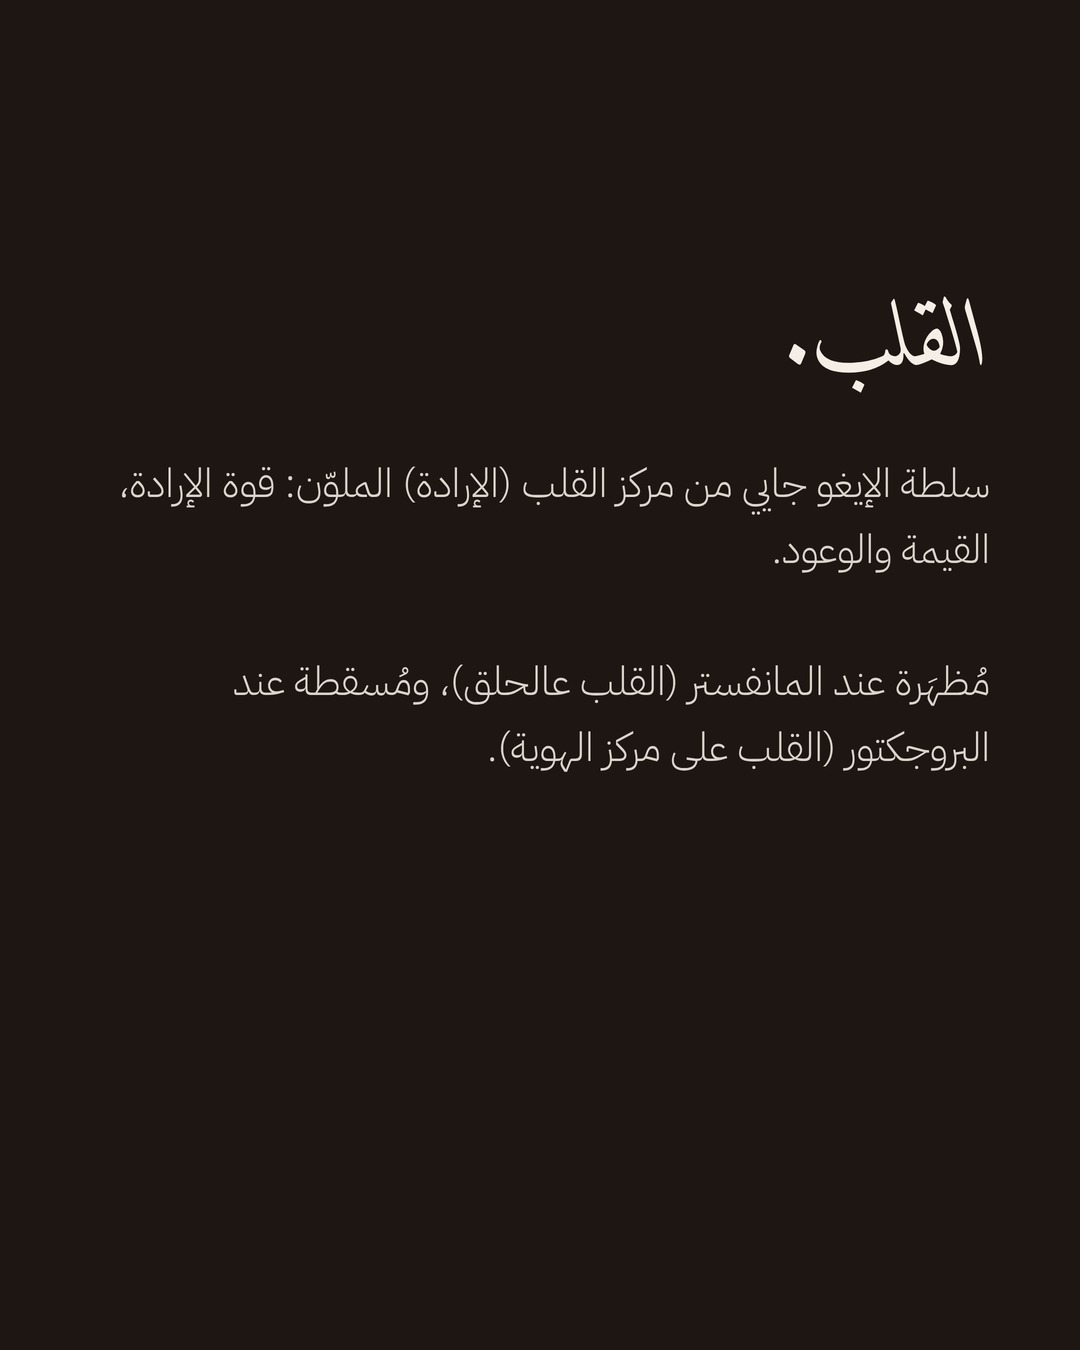 القلب.
سلطة الإيغو جايي من مركز القلب (الإرادة) الملوّن: قوة الإرادة،
القيمة والوعود.
مُظهَرة عند المانفستر (القلب عالحلق)، ومُسقطة عند
البروجكتور (القلب على مركز الهوية).